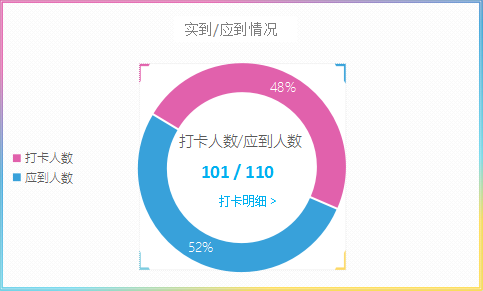 实到/应到情况
48%
打卡人数/应到人数
101 / 110
打卡明细 >
打卡人数
应到人数
52%